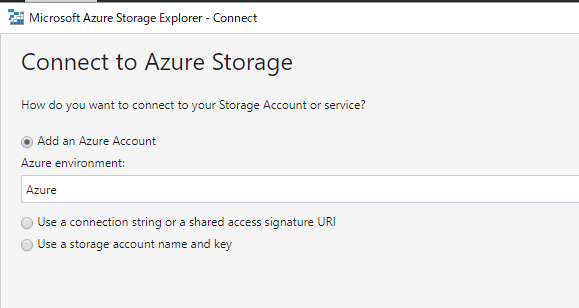 Microsoft Azure Storage Explorer - Connect
Connect to Azure Storage
How do you want to connect to your Storage Account or service?
Add an Azure Account
Azure environment:
Azure
Use a connection string or a shared access signature URI
Use a storage account name and key